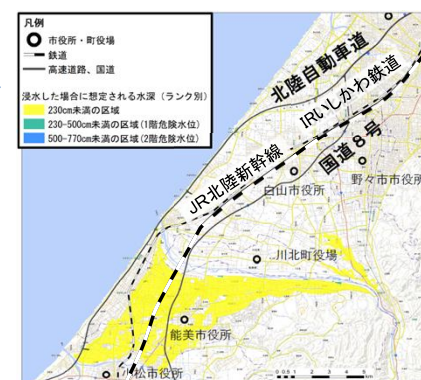 凡例
市役所・町役場
鉄道
高速道路、国道
浸水した場合に想定される水深(ランク別)
230cm未満の区域
230-500cm未満の区域(1階危険水位)
500-770cm未満の区域(2階危険水位)
北陸自動車道
IRいしかわ鉄道
国道8号
JR北陸新幹線
野々市市役所
白山市役所
川北町役場
能美市役所
小松市役所